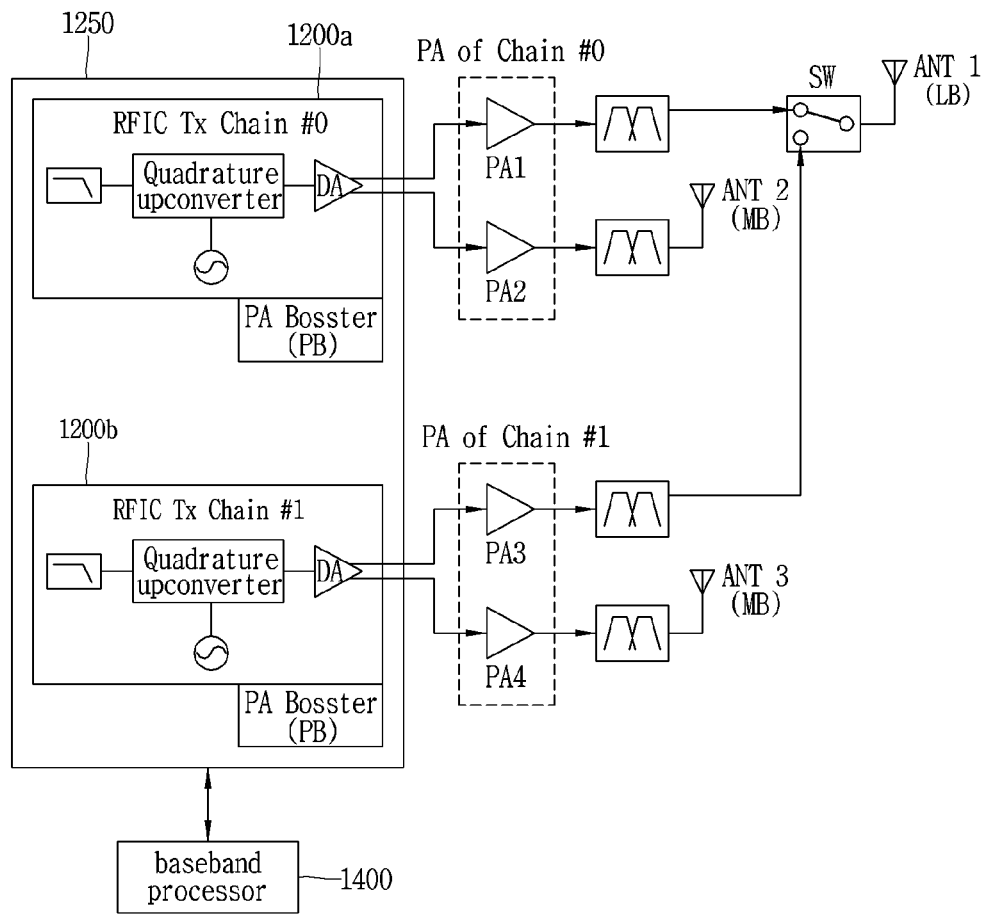 1250
1200a
PA of Chain #0
SW
ANT 1
(LB)
RFIC Tx Chain #0
Quadrature
upconverter
DA
PA1
ANT 2
(MB)
PA2
PA Bosster
(PB)
1200b
PA of Chain #1
RFIC Tx Chain #1
Quadrature
upconverter
DA
PA3
ANT 3
(MB)
PA4
PA Bosster
(PB)
baseband
processor
1400